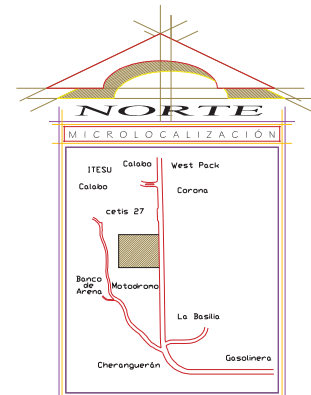 NORTE
MICROLOCALIZACIÓN
Calabo
West Pack
ITESU
Calabo
Corona
cetis 27
Banco
de
Arena
Motodromo
La Basilia
Gasolinera
Cheranguerán